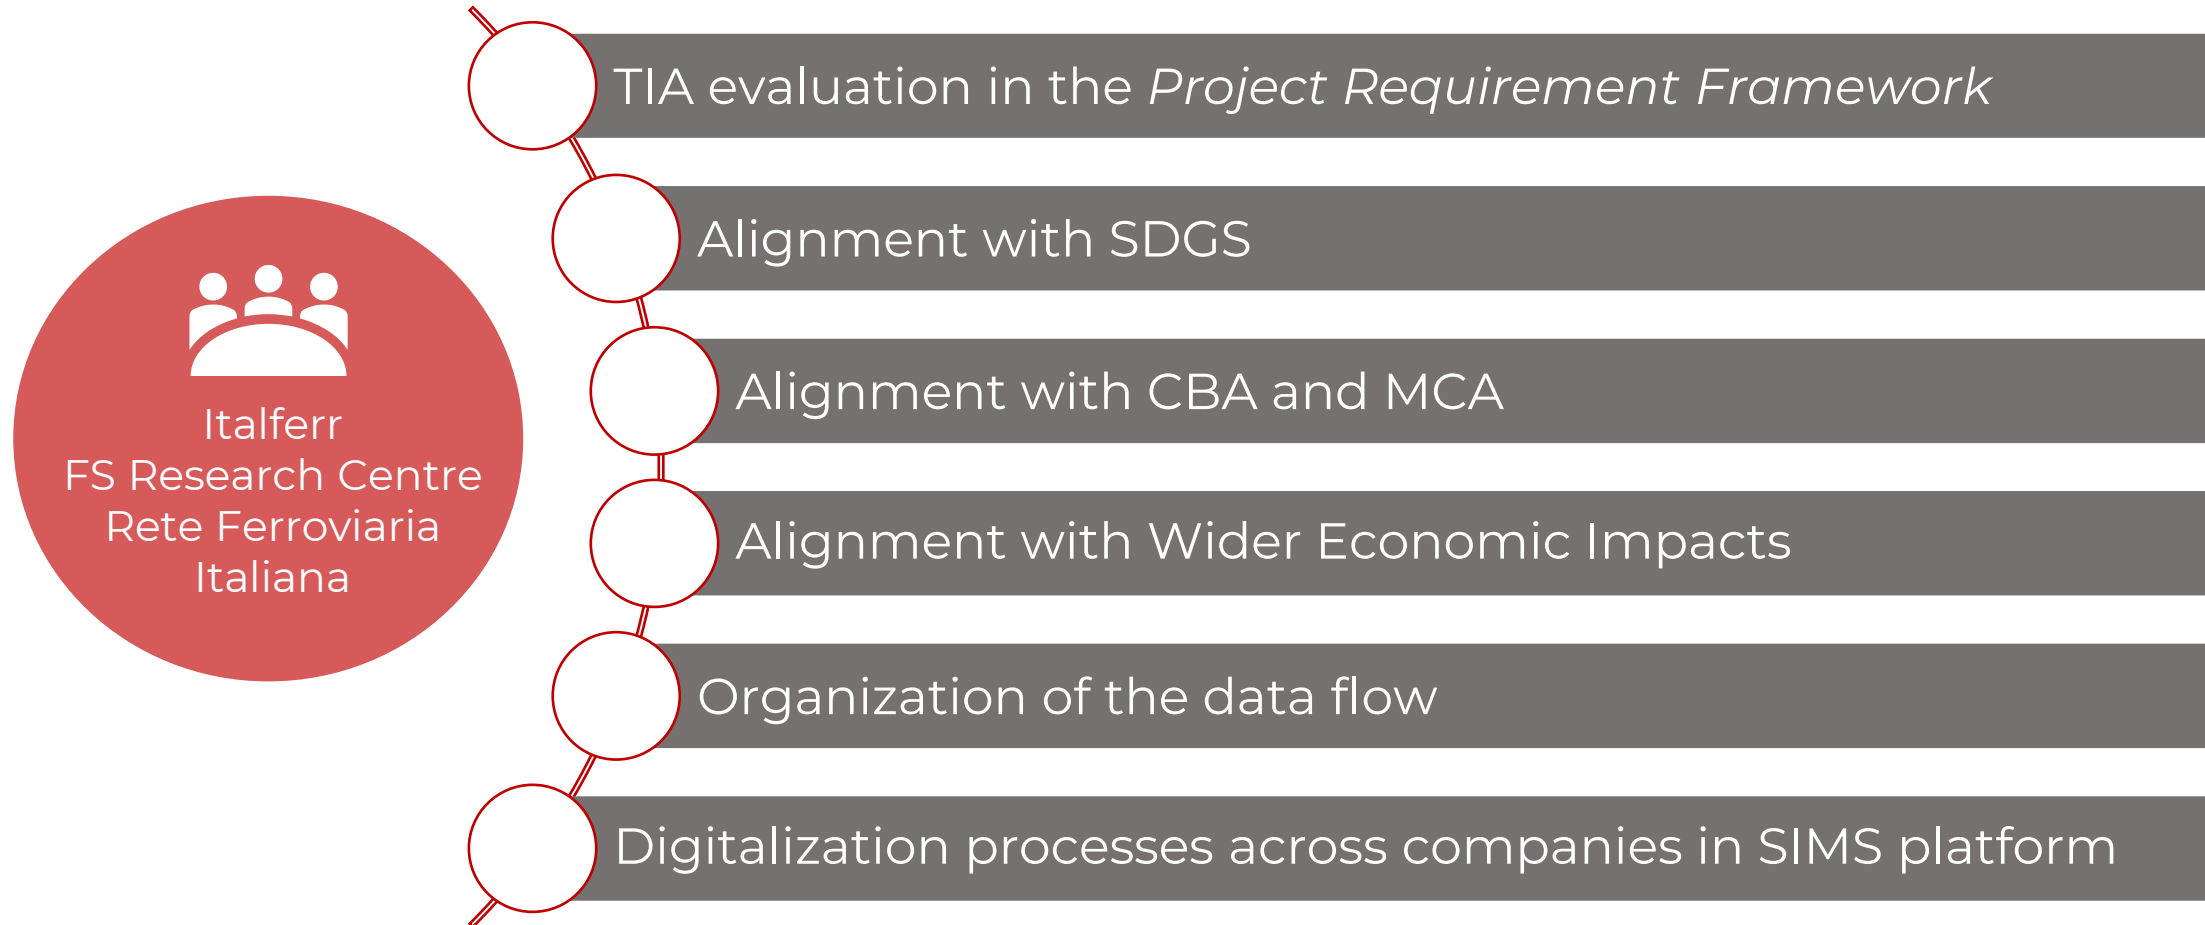 Italferr
FS Research Centre
Rete Ferroviaria
Italiana
TIA evaluation in the Project Requirement Framework
Alignment with SDGS
Alignment with CBA and MCA
Alignment with Wider Economic Impacts
Organization of the data flow
Digitalization processes across companies in SIMS platform